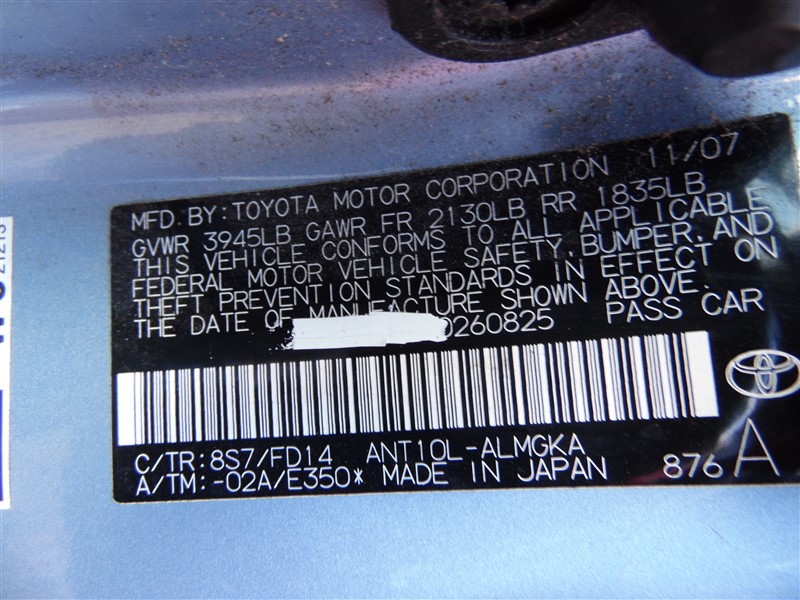 MFD. BY: TOYOTA MOTOR CORPORATION 11/07
GVWR 3945LB GAWR FR 2130LB RR 1835LB
THIS VEHICLE CONFORMS TO ALL APPLICABLE
FEDERAL MOTOR VEHICLE SAFETY, BUMPER, AND
THEFT PREVENTION STANDARDS IN EFFECT ON
THE DATE OF MANUFACTURE SHOWN ABOVE.
0260825 PASS CAR
C/TR: 8S7/FD14 ANT10L-ALMGKA
A/TM: -02A/E350* MADE IN JAPAN 876 A
21213